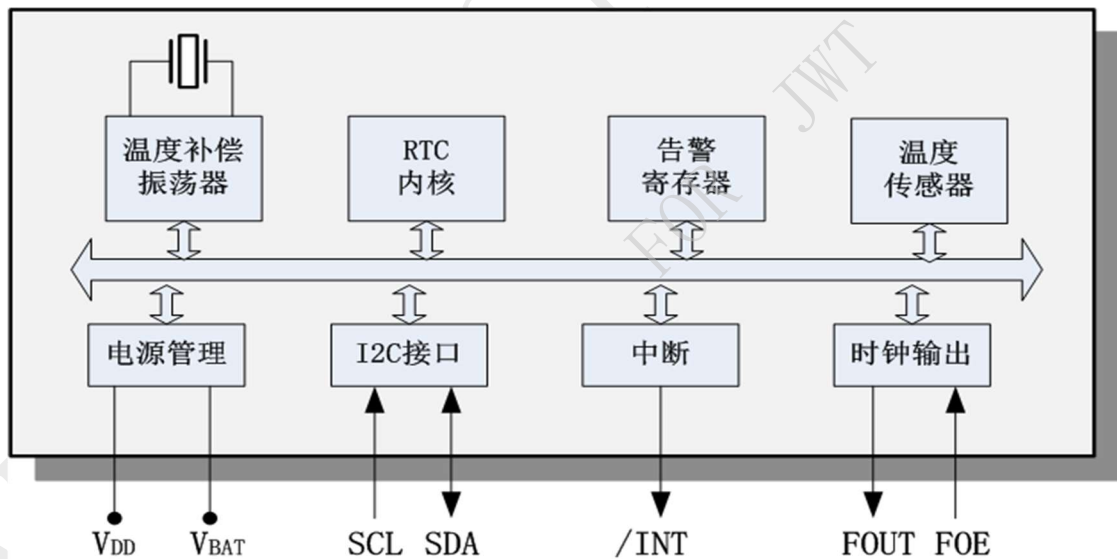 温度补偿
振荡器
RTC
内核
告警
寄存器
温度
传感器
电源管理
I2C接口
中断
时钟输出
VDD
VBAT
SCL
SDA
/INT
FOUT
FOE
FOR JWT